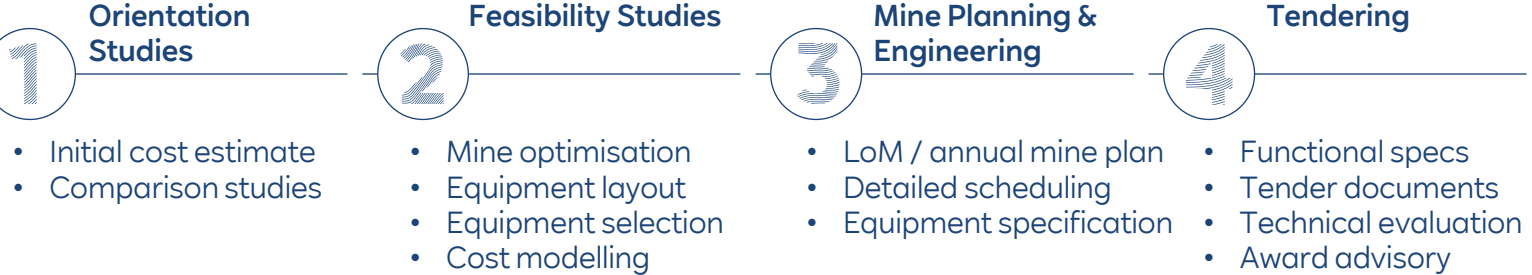 Orientation
Studies
1
• Initial cost estimate
• Comparison studies
Feasibility Studies
2
• Mine optimisation
• Equipment layout
• Equipment selection
• Cost modelling
Mine Planning &
Engineering
3
• LoM / annual mine plan
• Detailed scheduling
• Equipment specification
Tendering
4
• Functional specs
• Tender documents
• Technical evaluation
• Award advisory